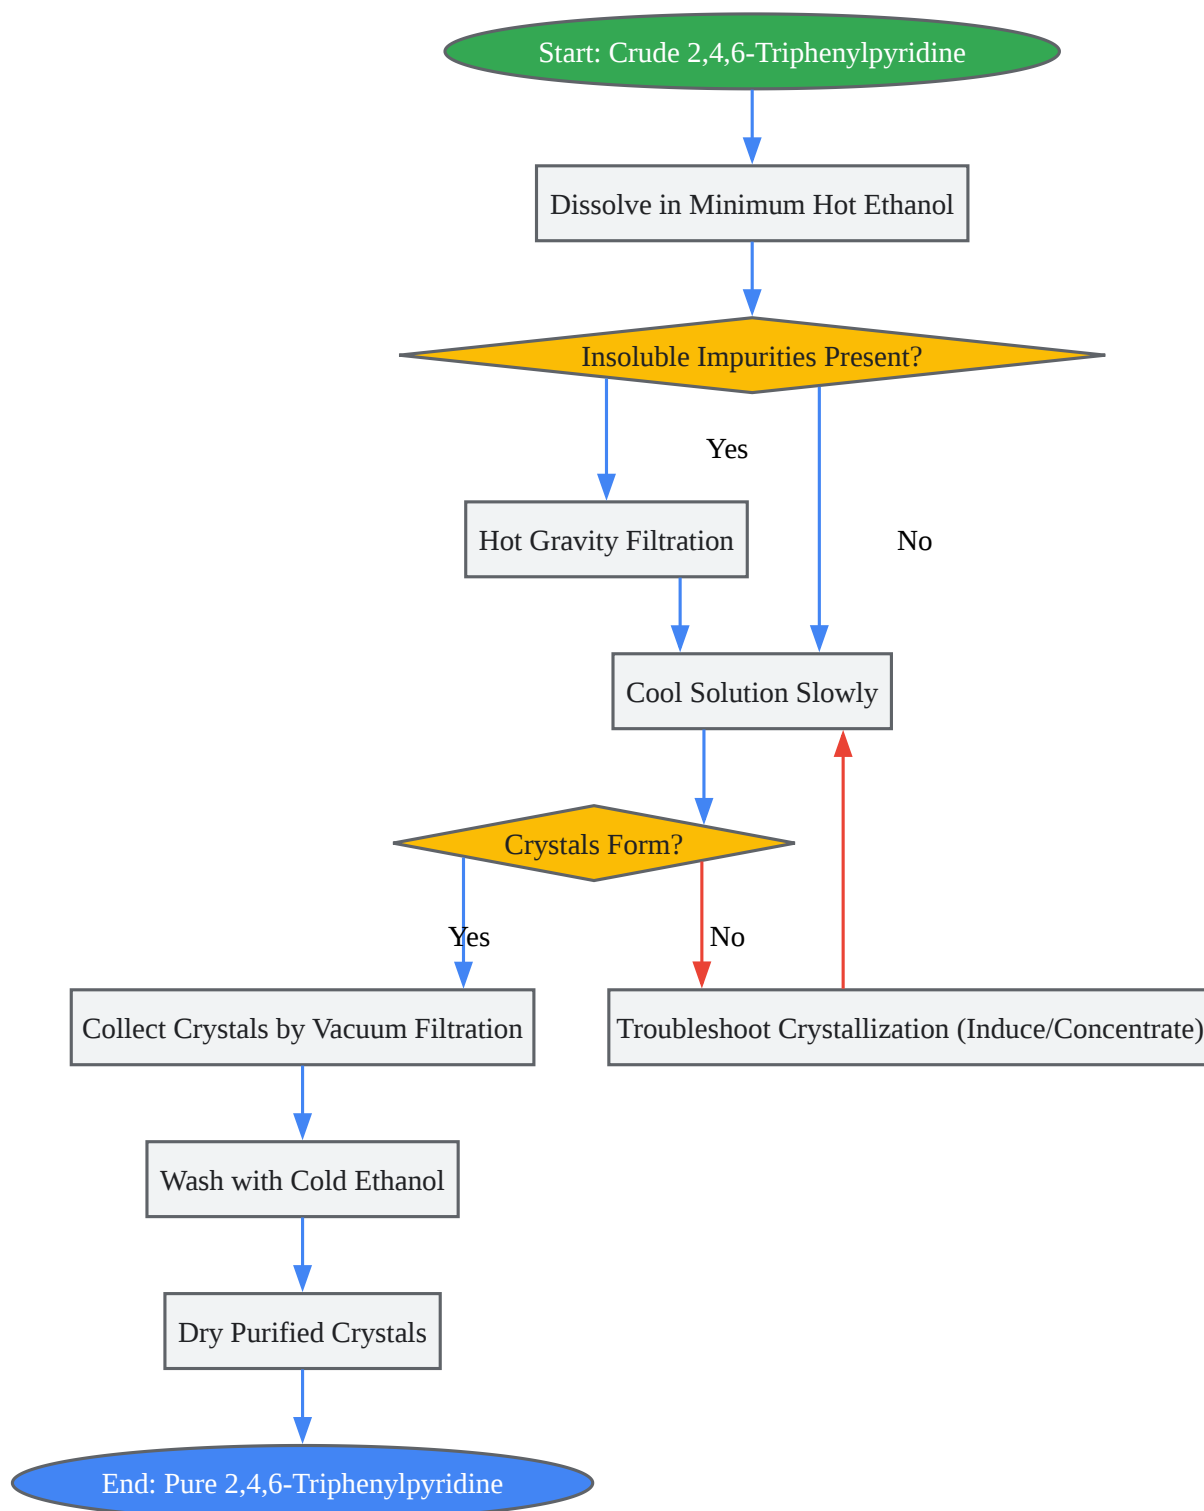 Start: Crude 2,4,6-Triphenylpyridine
Dissolve in Minimum Hot Ethanol
Insoluble Impurities Present?
Yes
Hot Gravity Filtration
No
Cool Solution Slowly
Crystals Form?
Yes
No
Collect Crystals by Vacuum Filtration
Troubleshoot Crystallization (Induce/Concentrate)
Wash with Cold Ethanol
Dry Purified Crystals
End: Pure 2,4,6-Triphenylpyridine